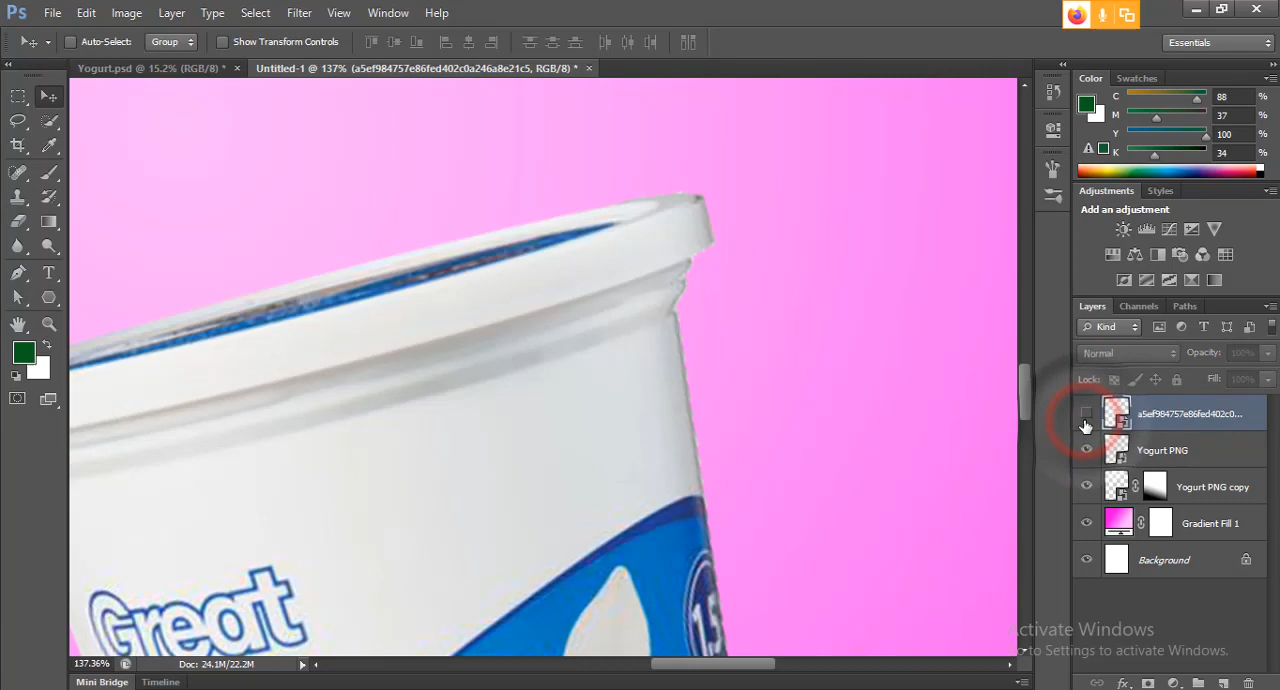 Ps File Edit Image Layer Type Select Filter View Window Help
Auto-Select: Group Show Transform Controls Essentials
Yogurt.psd @ 15.2% (RGB/8) * × Untitled-1 @ 137% (a5ef984757e86fed402c0a246a8e21c5, RGB/8) * ×
Color Swatches
C 88 %
M 37 %
Y 100 %
K 34 %
Adjustments Styles
Add an adjustment
Layers Channels Paths
Kind
Normal Opacity: 100%
Lock: Fill: 100%
a5ef984757e86fed402c0...
Yogurt PNG
Yogurt PNG copy
Gradient Fill 1
Background
Great
15
Activate Windows
Go to Settings to activate Windows.
137.36% Doc: 24.1M/22.2M
Mini Bridge Timeline